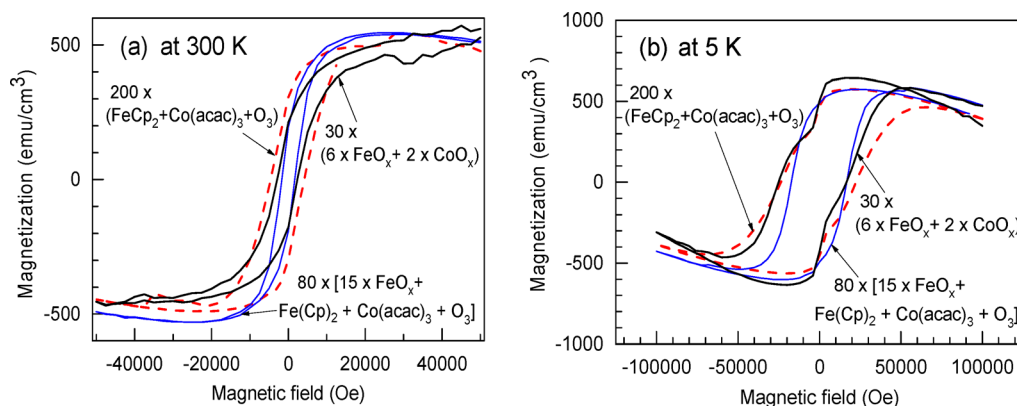 (a) at 300 K
200 x
(FeCp₂+Co(acac)₃+O₃)
30 x
(6 x FeOₓ+ 2 x CoOₓ)
80 x [15 x FeOₓ+
Fe(Cp)₂ + Co(acac)₃ + O₃]
500
0
-500
Magnetization (emu/cm³)
-40000 -20000 0 20000 40000
Magnetic field (Oe)
(b) at 5 K
200 x
(FeCp₂+Co(acac)₃+O₃)
30 x
(6 x FeOₓ+ 2 x CoOₓ)
80 x [15 x FeOₓ+
Fe(Cp)₂ + Co(acac)₃ + O₃]
1000
500
0
-500
-1000
Magnetization (emu/cm³)
-100000 -50000 0 50000 100000
Magnetic field (Oe)